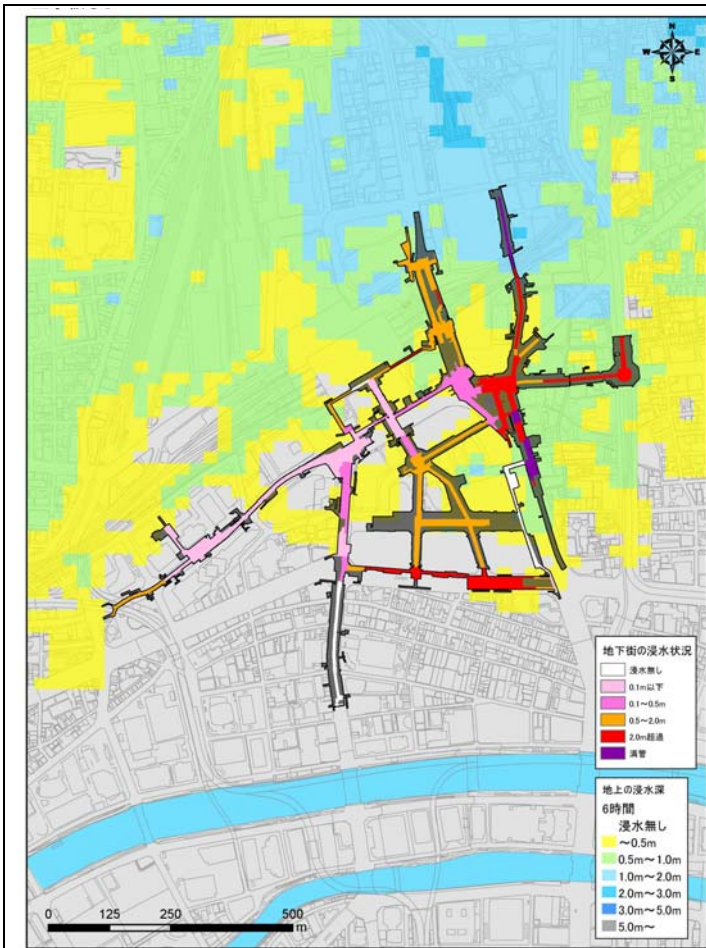 N
W E
S
地下街の浸水状況
浸水無し
0.1m以下
0.1～0.5m
0.5～2.0m
2.0m超過
満管
地上の浸水深
6時間
浸水無し
～0.5m
0.5m～1.0m
1.0m～2.0m
2.0m～3.0m
3.0m～5.0m
5.0m～
0 125 250 500
m